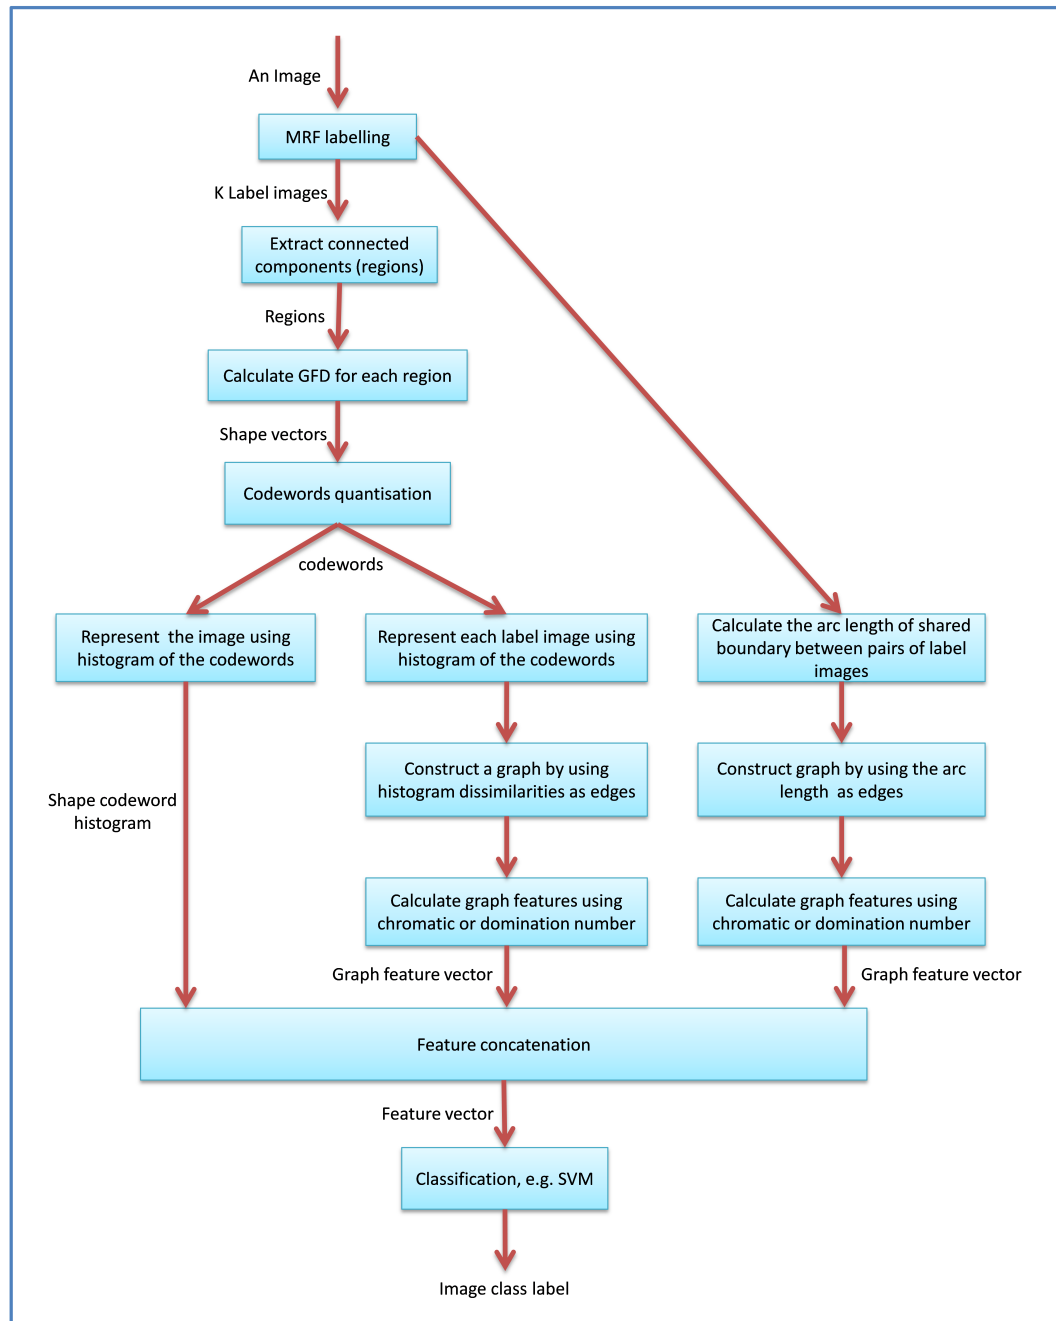 An Image
MRF labelling
K Label images
Extract connected
components (regions)
Regions
Calculate GFD for each region
Shape vectors
Codewords quantisation
codewords
Represent the image using
histogram of the codewords
Represent each label image using
histogram of the codewords
Calculate the arc length of shared
boundary between pairs of label
images
Construct a graph by using
histogram dissimilarities as edges
Construct graph by using the arc
length as edges
Shape codeword
histogram
Calculate graph features using
chromatic or domination number
Calculate graph features using
chromatic or domination number
Graph feature vector
Graph feature vector
Feature concatenation
Feature vector
Classification, e.g. SVM
Image class label